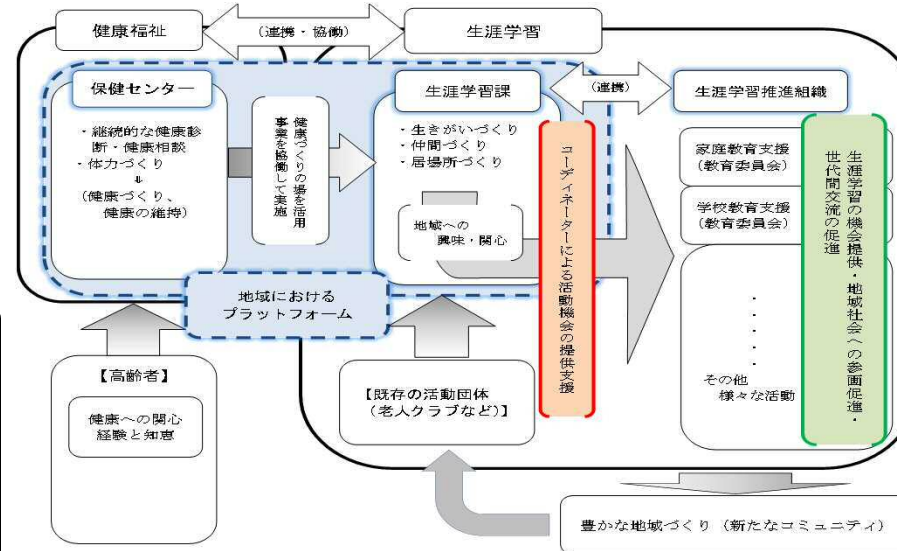 健康福祉
(連携・協働)
生涯学習
保健センター
・継続的な健康診
断・健康相談
・体力づくり
⇓
(健康づくり、
健康の維持)
健康づくりの場を活用
事業を協働して実施
生涯学習課
・生きがいづくり
・仲間づくり
・居場所づくり
地域への
興味・関心
(連携)
生涯学習推進組織
コーディネーターによる活動機会の提供支援
家庭教育支援
(教育委員会)
学校教育支援
(教育委員会)
・
・
・
・
・
その他
様々な活動
生涯学習の機会提供・地域社会への参画促進・
世代間交流の促進
地域における
プラットフォーム
【高齢者】
健康への関心
経験と知恵
【既存の活動団体
(老人クラブなど)】
豊かな地域づくり(新たなコミュニティ)